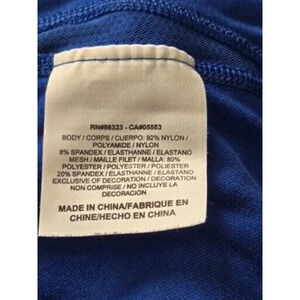 RN#56323 - CA#05553
BODY / CORPS / CUERPO: 92% NYLON /
POLYAMIDE / NYLON
8% SPANDEX / ELASTHANNE / ELASTANO
MESH / MAILLE FILET / MALLA: 80%
POLYESTER / POLYESTER / POLIESTER
20% SPANDEX / ELASTHANNE / ELASTANO
EXCLUSIVE OF DECORATION / DECORATION
NON COMPRISE / NO INCLUYE LA
DECORACION
MADE IN CHINA/FABRIQUE EN
CHINE/HECHO EN CHINA